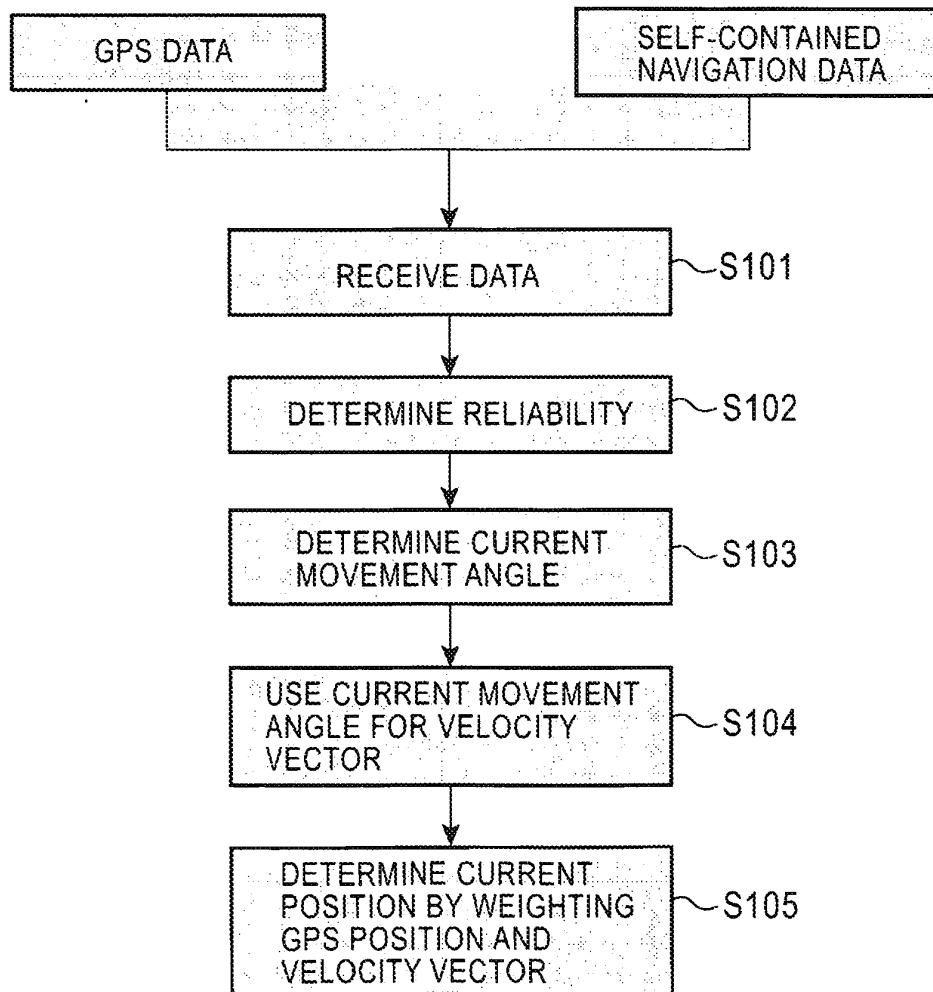 GPS DATA
SELF-CONTAINED
NAVIGATION DATA
RECEIVE DATA
S101
DETERMINE RELIABILITY
S102
DETERMINE CURRENT
MOVEMENT ANGLE
S103
USE CURRENT MOVEMENT
ANGLE FOR VELOCITY
VECTOR
S104
DETERMINE CURRENT
POSITION BY WEIGHTING
GPS POSITION AND
VELOCITY VECTOR
S105